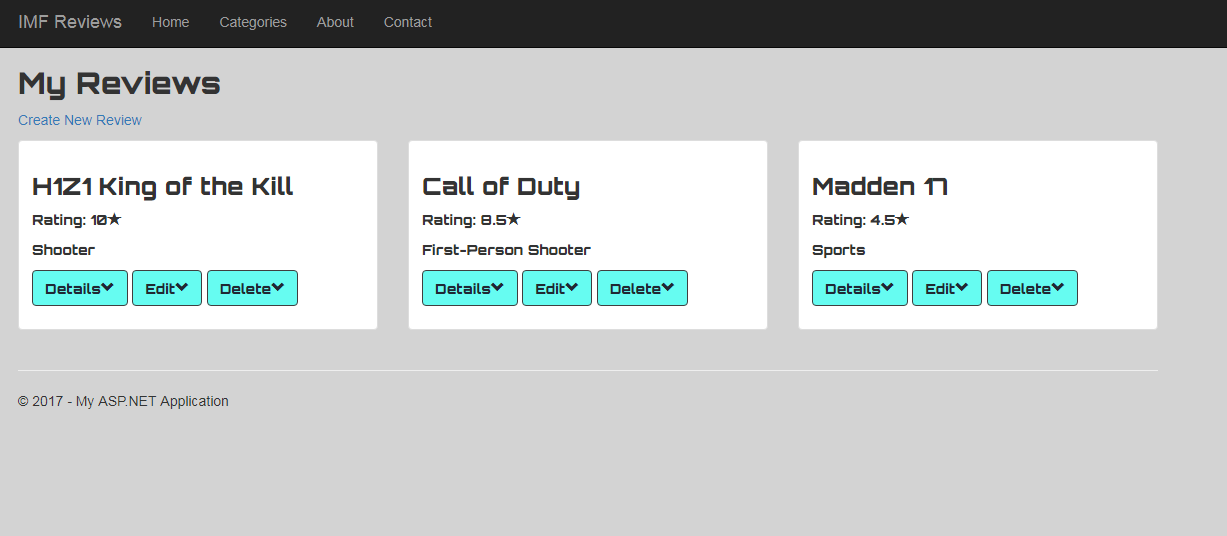 IMF Reviews Home Categories About Contact
My Reviews
Create New Review
H1Z1 King of the Kill
Rating: 10★
Shooter
Details Edit Delete
Call of Duty
Rating: 8.5★
First-Person Shooter
Details Edit Delete
Madden 17
Rating: 4.5★
Sports
Details Edit Delete
© 2017 - My ASP.NET Application